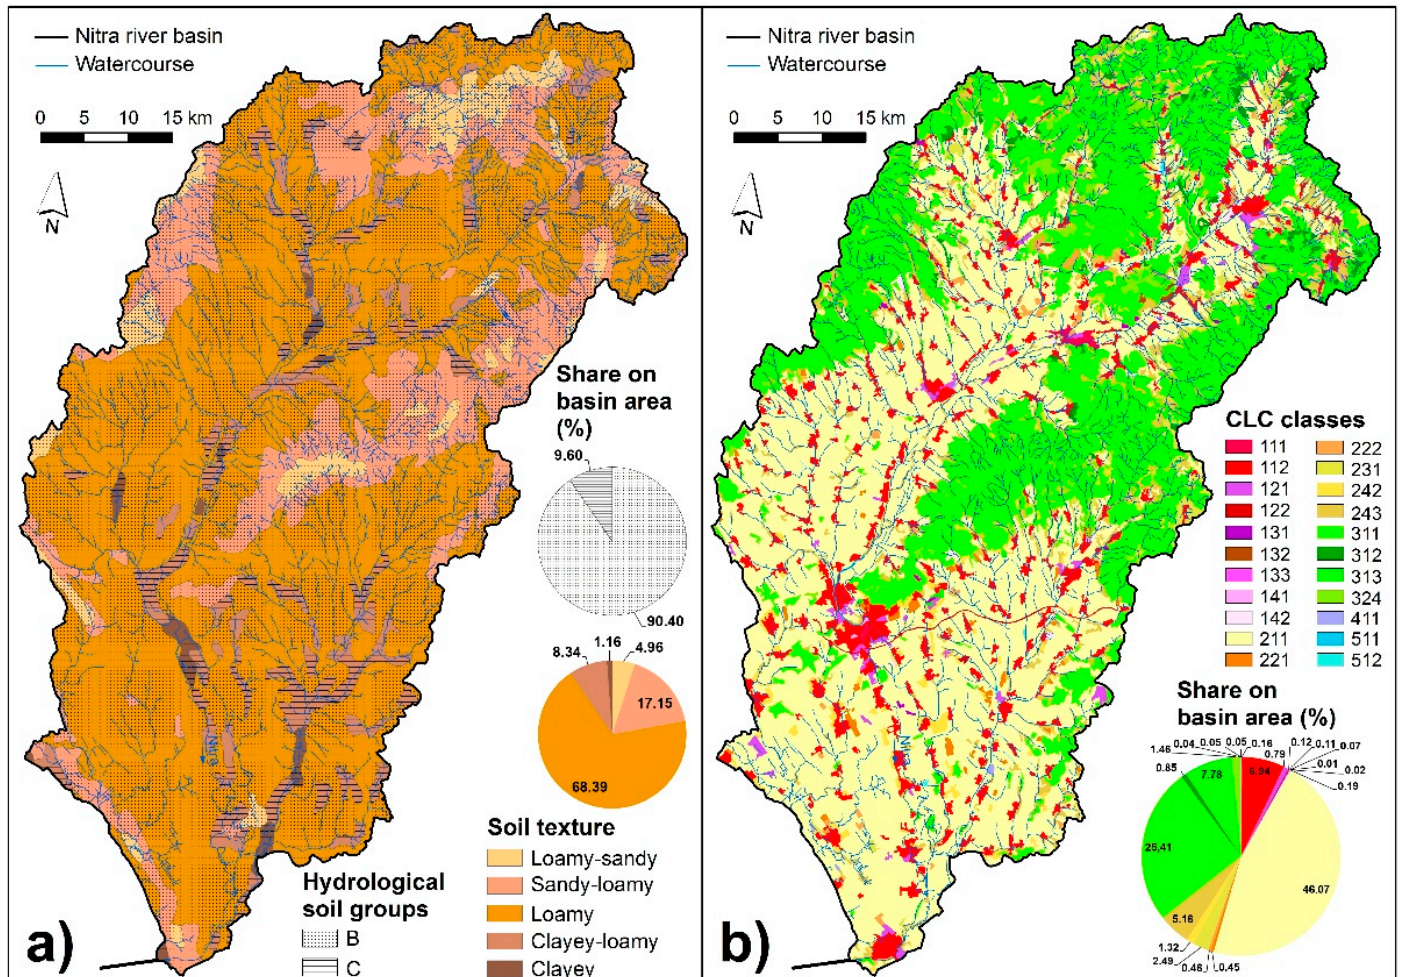 Nitra river basin
Watercourse
0 5 10 15 km
N
Share on
basin area
(%)
9.60
90.40
1.16
4.96
8.34
17.15
68.39
Nitra
Soil texture
Loamy-sandy
Sandy-loamy
Loamy
Clayey-loamy
Clayey
Hydrological
soil groups
B
C
a)
Nitra river basin
Watercourse
0 5 10 15 km
N
Nitra
CLC classes
111 222
112 231
121 242
122 243
131 311
132 312
133 313
141 324
142 411
211 511
221 512
Share on
basin area (%)
0.04 0.05 0.05 0.16 0.12 0.11 0.07
1.46 0.79 0.01
0.85 7.78 6.94 0.02
0.19
25,41
46.07
5.16
1.32
2.49 0.46 0.45
b)